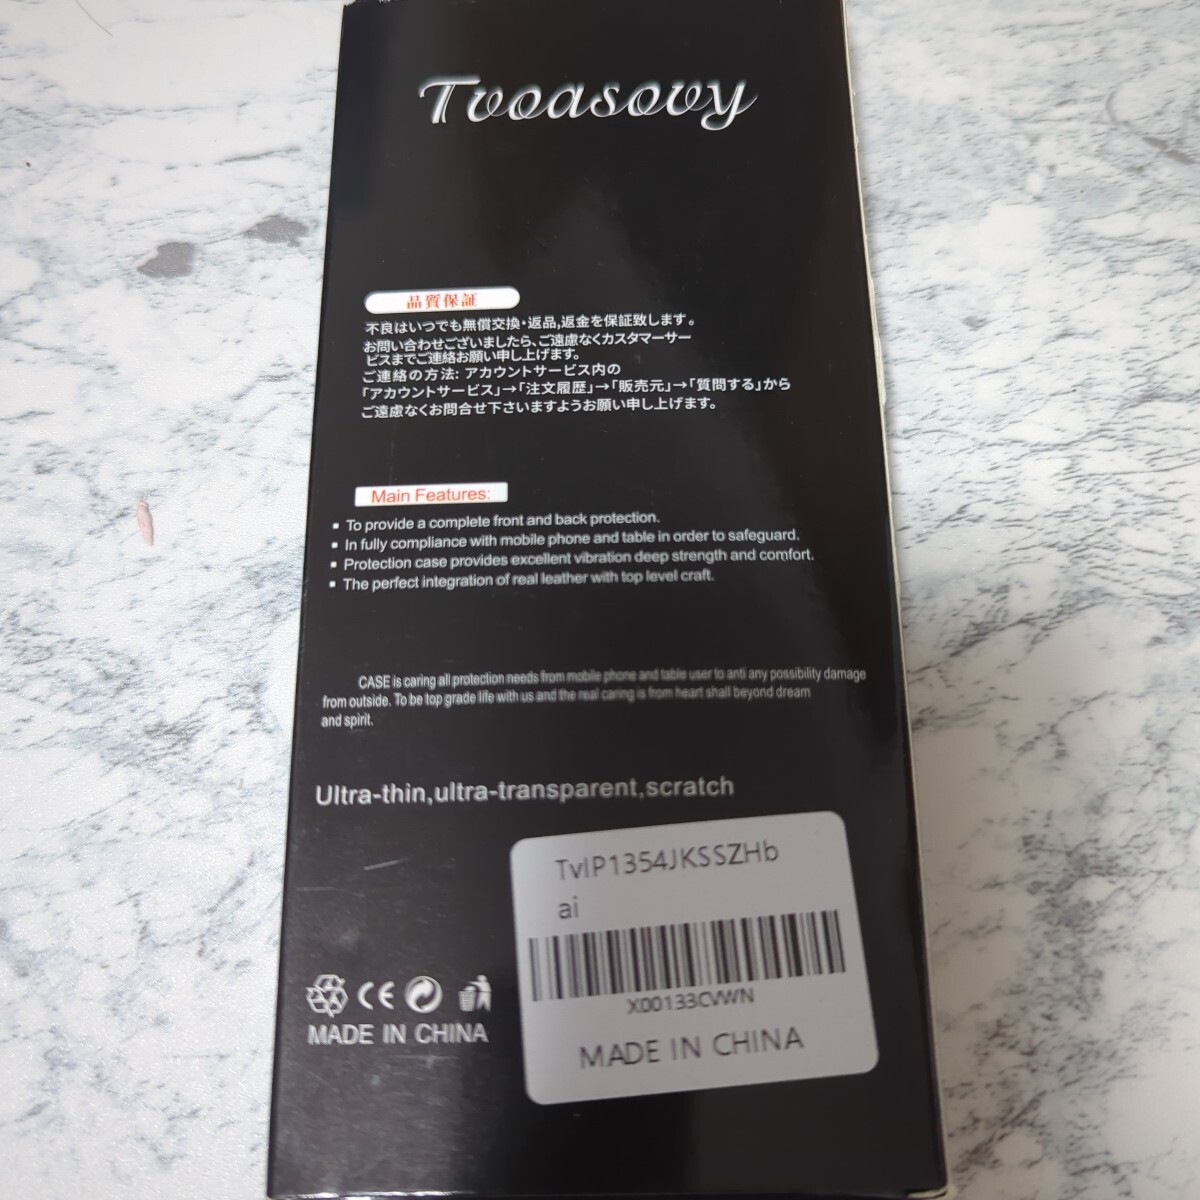 Tvoasovy
品質保証
不良はいつでも無償交換・返品,返金を保証致します。
お問い合わせございましたら、ご遠慮なくカスタマーサー
ビスまでご連絡お願い申し上げます。
ご連絡の方法: アカウントサービス内の
「アカウントサービス」→「注文履歴」→「販売元」→「質問する」から
ご遠慮なくお問合せ下さいますようお願い申し上げます。
Main Features:
▪ To provide a complete front and back protection.
▪ In fully compliance with mobile phone and table in order to safeguard.
▪ Protection case provides excellent vibration deep strength and comfort.
▪ The perfect integration of real leather with top level craft.
CASE is caring all protection needs from mobile phone and table user to anti any possibility damage
from outside. To be top grade life with us and the real caring is from heart shall beyond dream
and spirit.
Ultra-thin,ultra-transparent,scratch
TvIP1354JKSSZHb
ai
X00133CVWN
MADE IN CHINA
CE
MADE IN CHINA